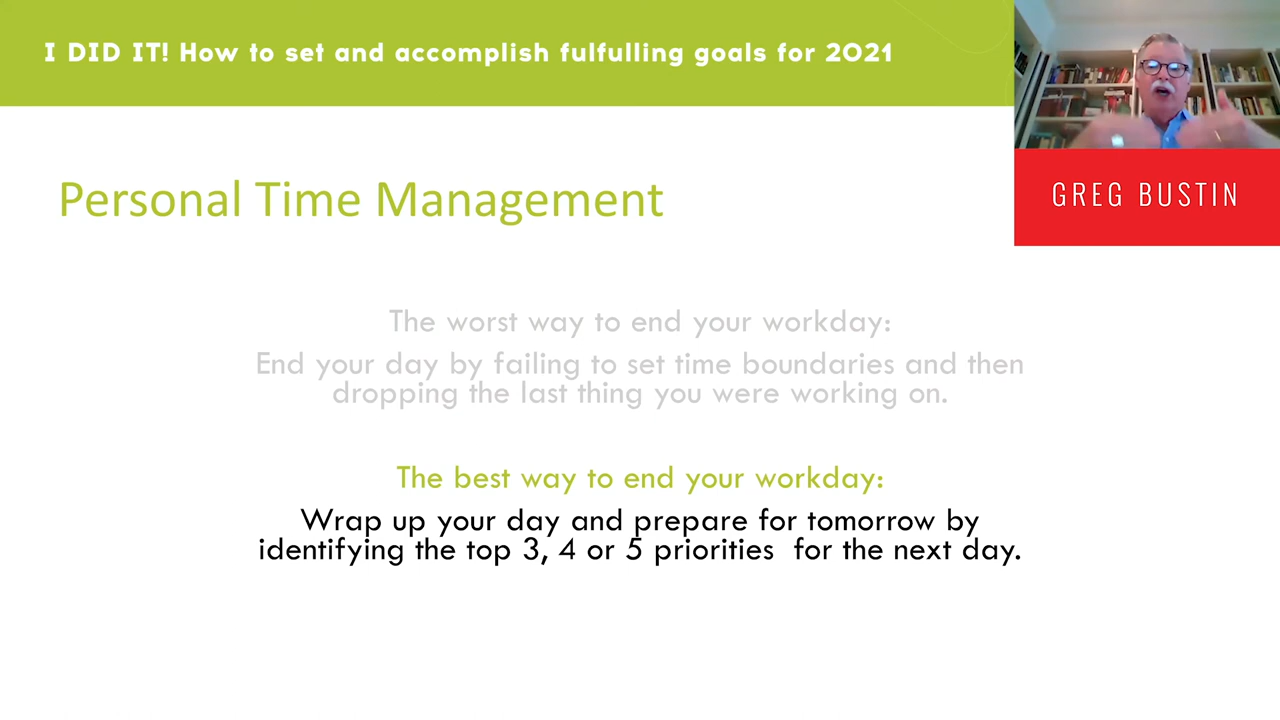 I DID IT! How to set and accomplish fulfulling goals for 2021
GREG BUSTIN
Personal Time Management
The worst way to end your workday:
End your day by failing to set time boundaries and then
dropping the last thing you were working on.
The best way to end your workday:
Wrap up your day and prepare for tomorrow by
identifying the top 3, 4 or 5 priorities for the next day.